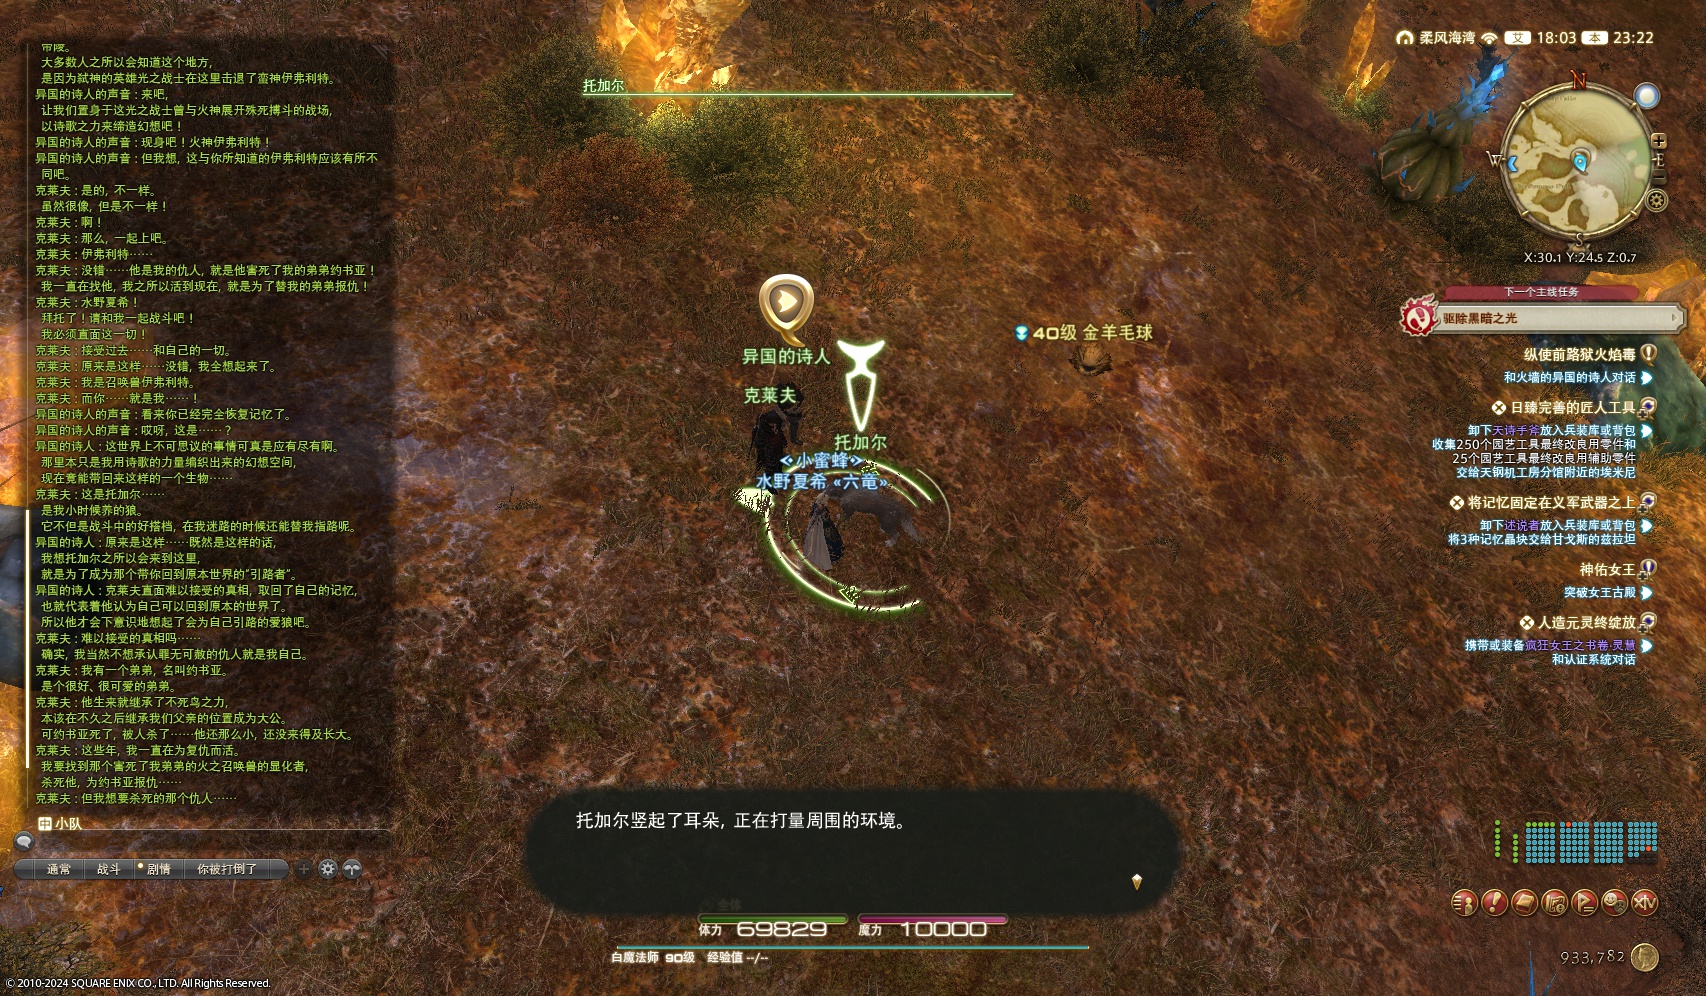 帝陵。
大多数人之所以会知道这个地方,
是因为弑神的英雄光之战士在这里击退了蛮神伊弗利特。
异国的诗人的声音 : 来吧,
让我们置身于这光之战士曾与火神展开殊死搏斗的战场,
以诗歌之力来缔造幻想吧！
异国的诗人的声音 : 现身吧！火神伊弗利特！
异国的诗人的声音 : 但我想, 这与你所知道的伊弗利特应该有所不
同吧。
克莱夫 : 是的, 不一样。
虽然很像, 但是不一样！
克莱夫 : 啊！
克莱夫 : 那么, 一起上吧。
克莱夫 : 伊弗利特……
克莱夫 : 没错……他是我的仇人, 就是他害死了我的弟弟约书亚！
我一直在找他, 我之所以活到现在, 就是为了替我的弟弟报仇！
克莱夫 : 水野夏希！
拜托了！请和我一起战斗吧！
我必须直面这一切！
克莱夫 : 接受过去……和自己的一切。
克莱夫 : 原来是这样……没错, 我全想起来了。
克莱夫 : 我是召唤兽伊弗利特。
克莱夫 : 而你……就是我……！
异国的诗人的声音 : 看来你已经完全恢复记忆了。
异国的诗人的声音 : 哎呀, 这是……？
异国的诗人 : 这世界上不可思议的事情可真是应有尽有啊。
那里本只是我用诗歌的力量编织出来的幻想空间,
现在竟能带回来这样的一个生物……
克莱夫 : 这是托加尔……
是我小时候养的狼。
它不但是战斗中的好搭档, 在我迷路的时候还能替我指路呢。
异国的诗人 : 原来是这样……既然是这样的话,
我想托加尔之所以会来到这里,
就是为了成为那个带你回到原本世界的“引路者”。
异国的诗人 : 克莱夫直面难以接受的真相, 取回了自己的记忆,
也就代表着他认为自己可以回到原本的世界了。
所以他才会下意识地想起了会为自己引路的爱狼吧。
克莱夫 : 难以接受的真相吗……
确实, 我当然不想承认罪无可赦的仇人就是我自己。
克莱夫 : 我有一个弟弟, 名叫约书亚。
是个很好、很可爱的弟弟。
克莱夫 : 他生来就继承了不死鸟之力,
本该在不久之后继承我们父亲的位置成为大公。
可约书亚死了, 被人杀了……他还那么小, 还没来得及长大。
克莱夫 : 这些年, 我一直在为复仇而活。
我要找到那个害死了我弟弟的火之召唤兽的显化者,
杀死他, 为约书亚报仇……
克莱夫 : 但我想要杀死的那个仇人……
小队
通常 战斗 剧情 你被打倒了
© 2010-2024 SQUARE ENIX CO., LTD. All Rights Reserved.
托加尔
异国的诗人
克莱夫
托加尔
小蜜蜂
水野夏希 «六竜»
40级 金羊毛球
托加尔竖起了耳朵, 正在打量周围的环境。
体力 69829 魔力 10000
白魔法师 90级 经验值 --/--
柔风海湾 艾 18:03 本 23:22
N
W
E
S
X:30.1 Y:24.5 Z:0.7
下一个主线任务
驱除黑暗之光
纵使前路狱火焰毒
和火墙的异国的诗人对话
日臻完善的匠人工具
卸下天诗手斧放入兵装库或背包
收集250个园艺工具最终改良用零件和
25个园艺工具最终改良用辅助零件
交给天钢机工房分馆附近的埃米尼
将记忆固定在义军武器之上
卸下述说者放入兵装库或背包
将3种记忆晶块交给甘戈斯的兹拉坦
神佑女王
突破女王古殿
人造元灵终绽放
携带或装备疯狂女王之书卷·灵慧
和认证系统对话
XIV
933,782